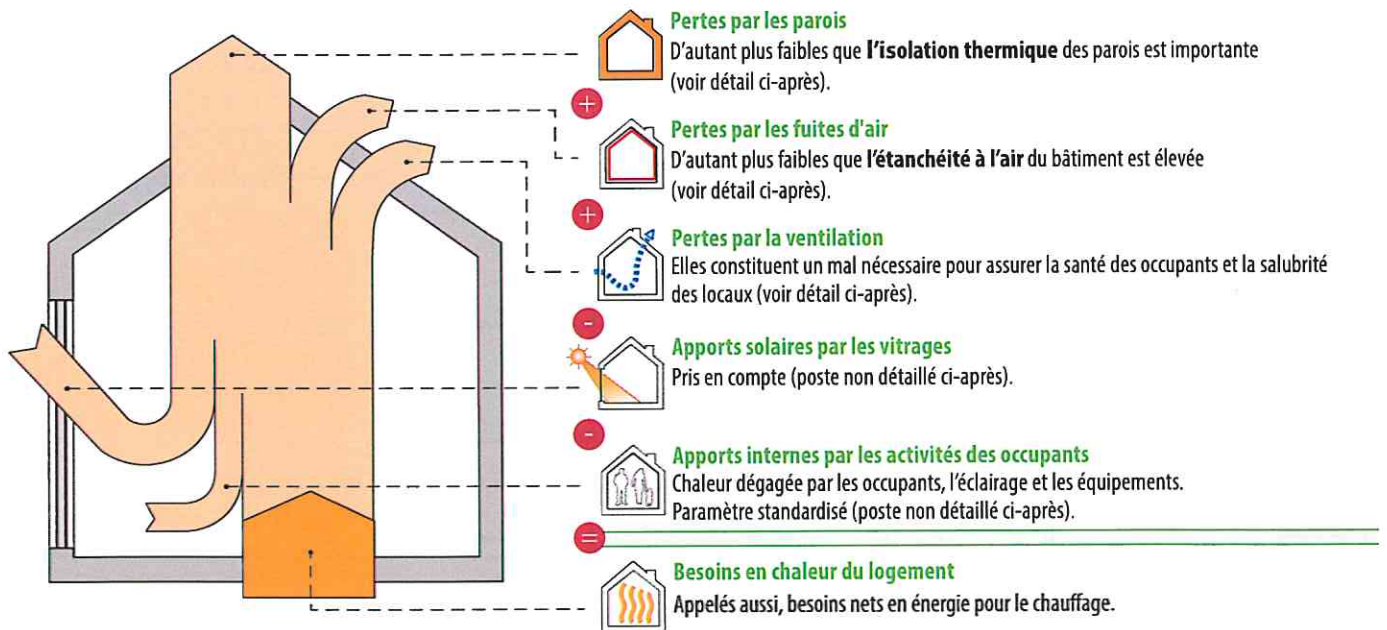 Pertes par les parois
D'autant plus faibles que l'isolation thermique des parois est importante
(voir détail ci-après).
+
Pertes par les fuites d'air
D'autant plus faibles que l'étanchéité à l'air du bâtiment est élevée
(voir détail ci-après).
+
Pertes par la ventilation
Elles constituent un mal nécessaire pour assurer la santé des occupants et la salubrité
des locaux (voir détail ci-après).
-
Apports solaires par les vitrages
Pris en compte (poste non détaillé ci-après).
-
Apports internes par les activités des occupants
Chaleur dégagée par les occupants, l'éclairage et les équipements.
Paramètre standardisé (poste non détaillé ci-après).
=
Besoins en chaleur du logement
Appelés aussi, besoins nets en énergie pour le chauffage.